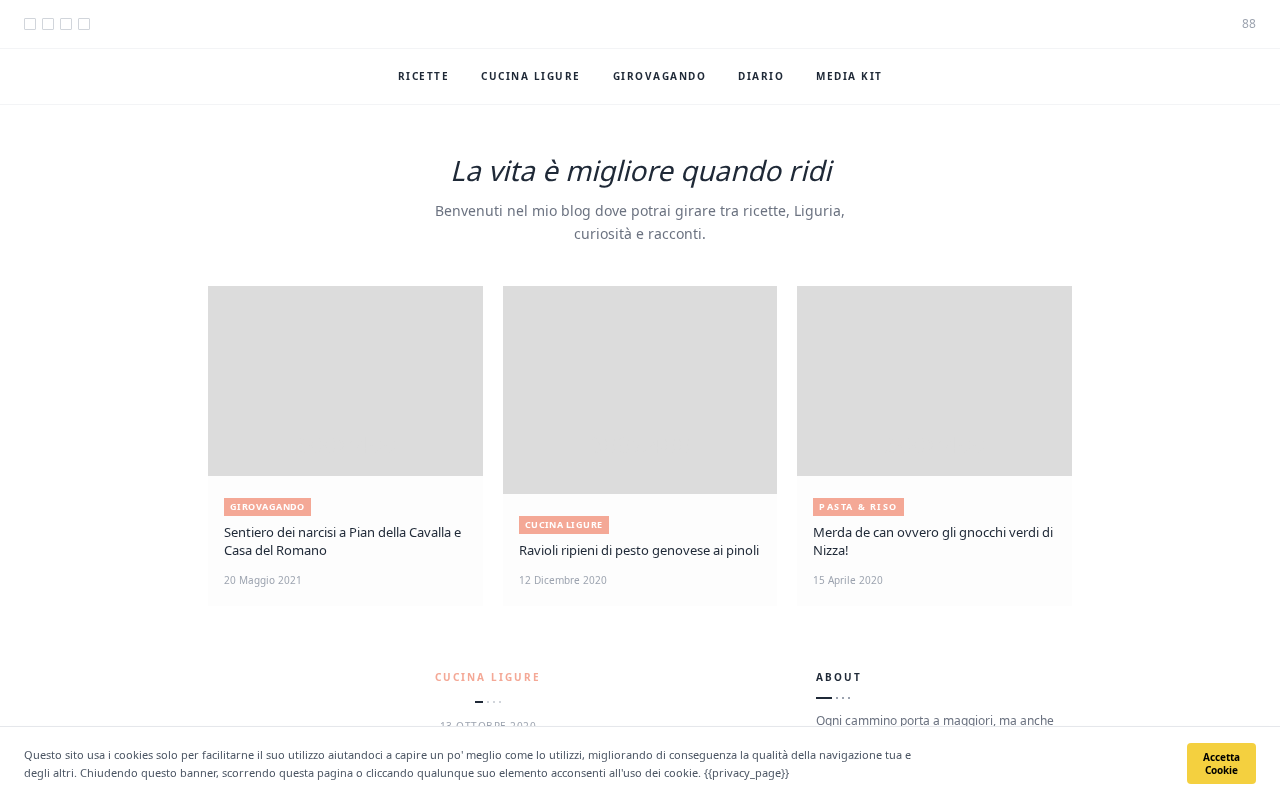 88
RICETTE CUCINA LIGURE GIROVAGANDO DIARIO MEDIA KIT
La vita è migliore quando ridi
Benvenuti nel mio blog dove potrai girare tra ricette, Liguria,
curiosità e racconti.
GIROVAGANDO
Sentiero dei narcisi a Pian della Cavalla e
Casa del Romano
20 Maggio 2021
CUCINA LIGURE
Ravioli ripieni di pesto genovese ai pinoli
12 Dicembre 2020
PASTA & RISO
Merda de can ovvero gli gnocchi verdi di
Nizza!
15 Aprile 2020
CUCINA LIGURE
13 OTTOBRE 2020
ABOUT
Ogni cammino porta a maggiori, ma anche
Questo sito usa i cookies solo per facilitarne il suo utilizzo aiutandoci a capire un po' meglio come lo utilizzi, migliorando di conseguenza la qualità della navigazione tua e
degli altri. Chiudendo questo banner, scorrendo questa pagina o cliccando qualunque suo elemento acconsenti all'uso dei cookie. {{privacy_page}}
Accetta
Cookie